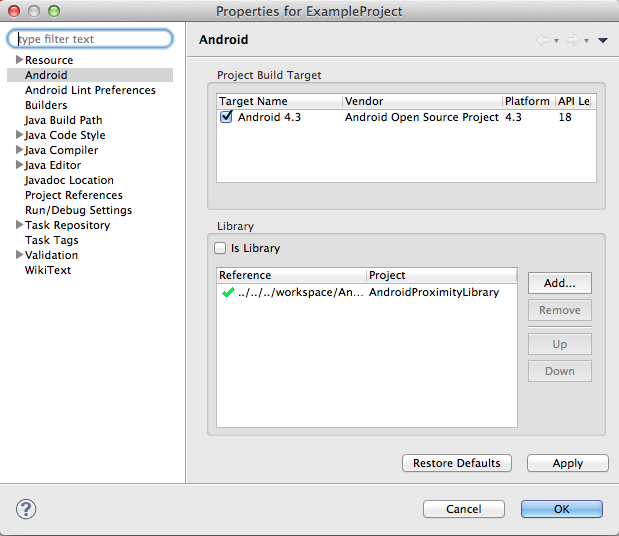 Properties for ExampleProject
type filter text
Resource
Android
Android Lint Preferences
Builders
Java Build Path
Java Code Style
Java Compiler
Java Editor
Javadoc Location
Project References
Run/Debug Settings
Task Repository
Task Tags
Validation
WikiText
Android
Project Build Target
Target Name Vendor Platform API Le
Android 4.3 Android Open Source Project 4.3 18
Library
Is Library
Reference Project
../../../workspace/An... AndroidProximityLibrary
Add...
Remove
Up
Down
Restore Defaults Apply
? Cancel OK